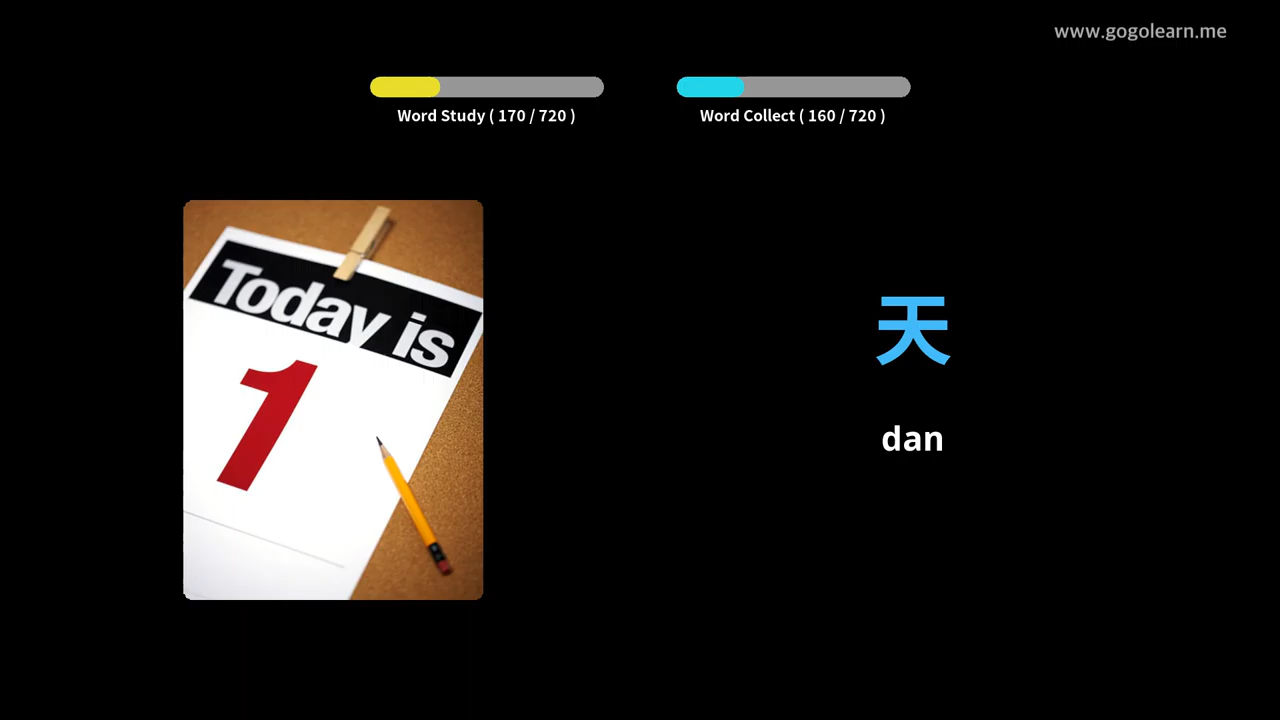 www.gogolearn.me
Word Study ( 170 / 720 )
Word Collect ( 160 / 720 )
Today is
1
天
dan